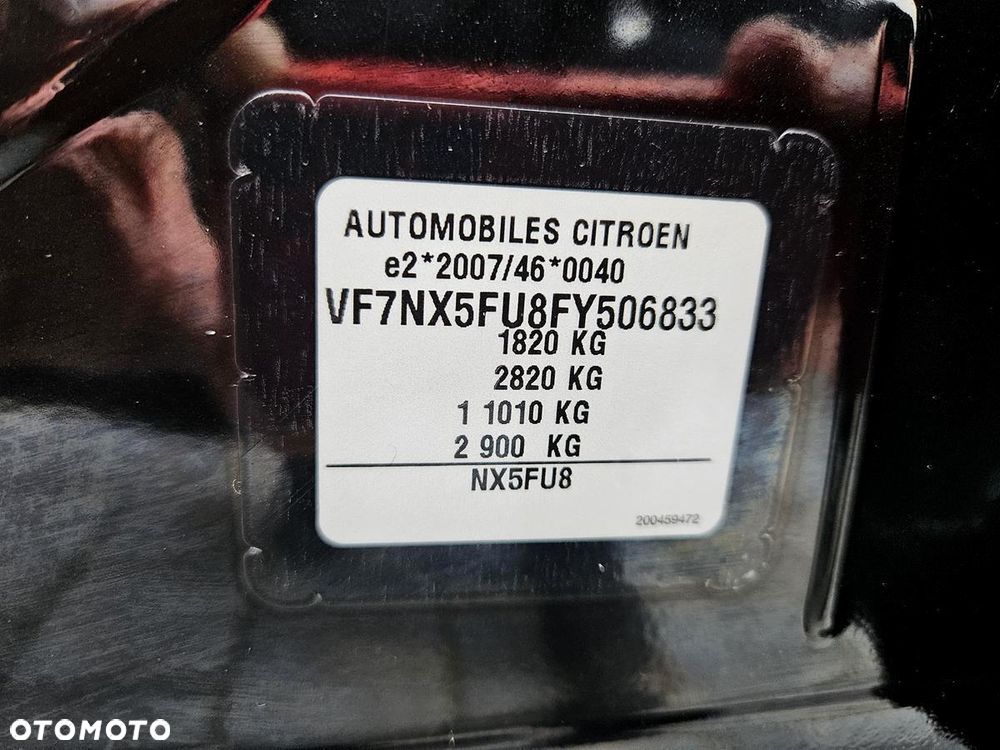 AUTOMOBILES CITROEN
e2*2007/46*0040
VF7NX5FU8FY506833
1820 KG
2820 KG
1 1010 KG
2 900 KG
NX5FU8
200459472
OTOMOTO